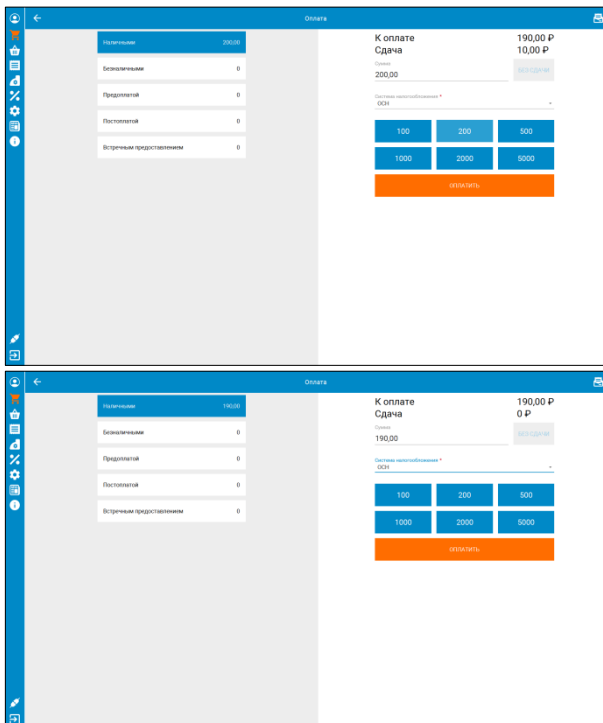 Оплата
Наличными 200,00
Безналичными 0
Предоплатой 0
Постоплатой 0
Встречным предоставлением 0
К оплате 190,00 ₽
Сдача 10,00 ₽
Сумма
200,00
БЕЗ СДАЧИ
Система налогообложения *
ОСН
100 200 500
1000 2000 5000
ОПЛАТИТЬ
Оплата
Наличными 190,00
Безналичными 0
Предоплатой 0
Постоплатой 0
Встречным предоставлением 0
К оплате 190,00 ₽
Сдача 0 ₽
Сумма
190,00
БЕЗ СДАЧИ
Система налогообложения *
ОСН
100 200 500
1000 2000 5000
ОПЛАТИТЬ